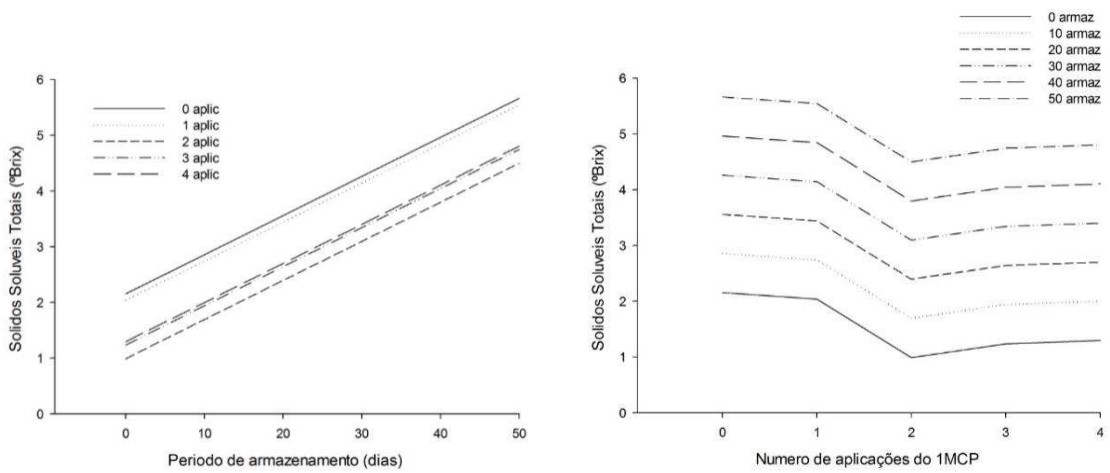 6
5
4
3
2
1
0
Solidos Soluveis Totais (ºBrix)
0 aplic
1 aplic
2 aplic
3 aplic
4 aplic
0 10 20 30 40 50
Periodo de armazenamento (dias)
0 armaz
10 armaz
20 armaz
30 armaz
40 armaz
50 armaz
6
5
4
3
2
1
0
Solidos Soluveis Totais (ºBrix)
0 1 2 3 4
Numero de aplicações do 1MCP